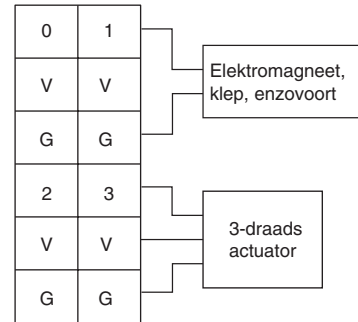 0 1
V V
G G
2 3
V V
G G
Elektromagneet,
klep, enzovoort
3-draads
actuator